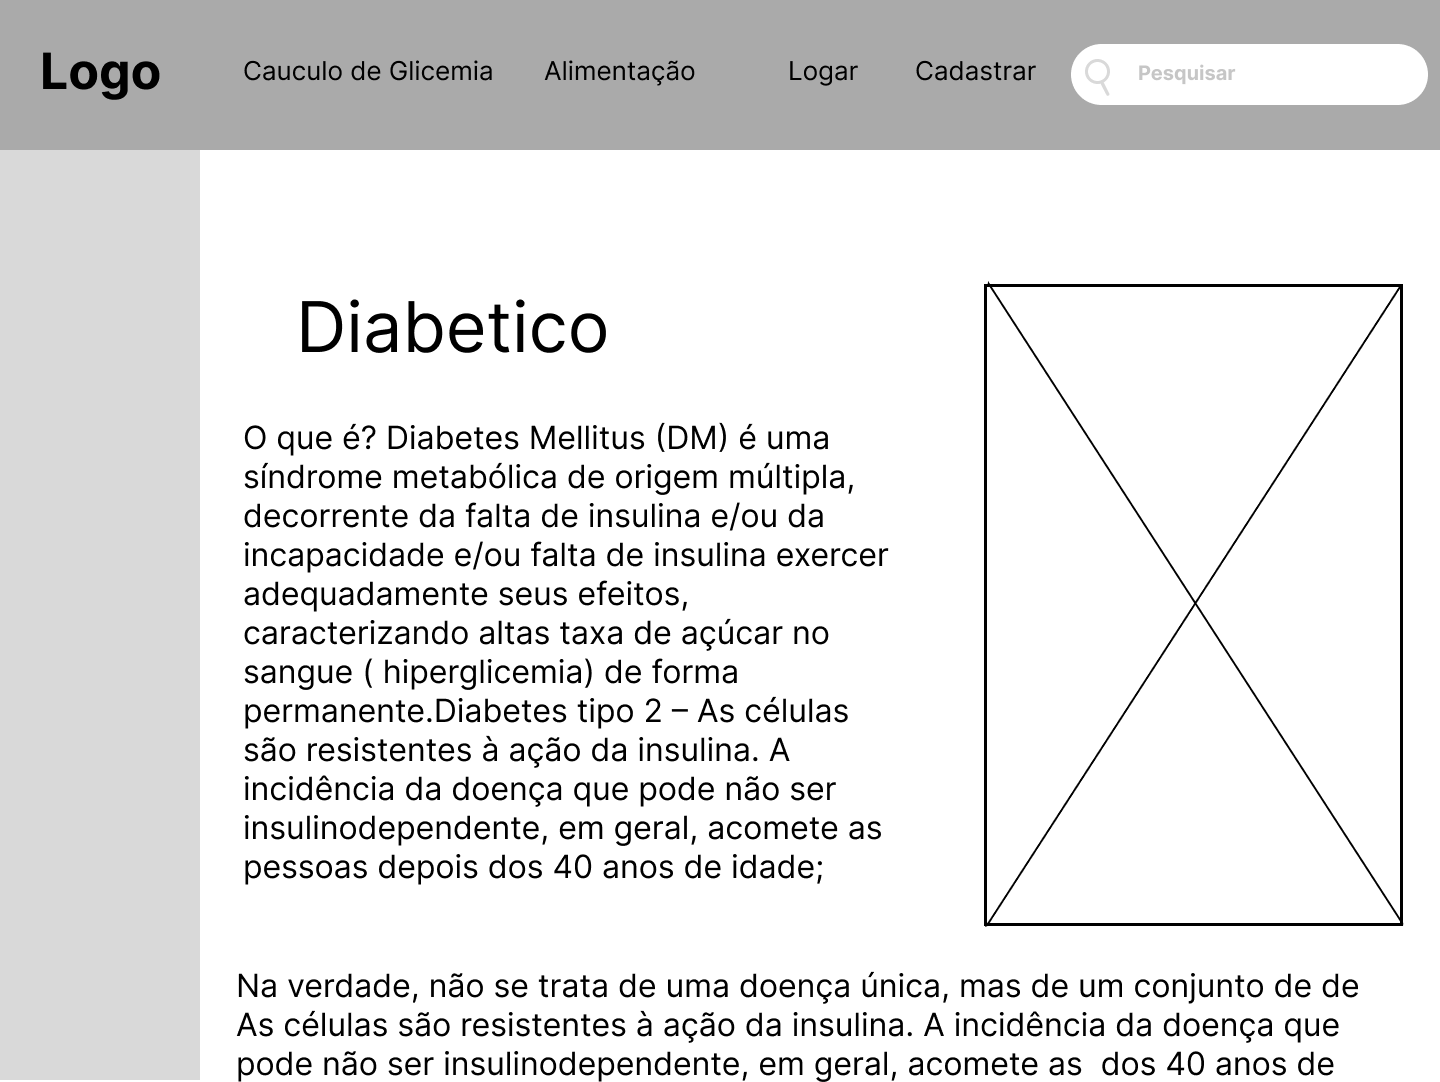 Logo
Cauculo de Glicemia Alimentação Logar Cadastrar Pesquisar
Diabetico
O que é? Diabetes Mellitus (DM) é uma
síndrome metabólica de origem múltipla,
decorrente da falta de insulina e/ou da
incapacidade e/ou falta de insulina exercer
adequadamente seus efeitos,
caracterizando altas taxa de açúcar no
sangue ( hiperglicemia) de forma
permanente.Diabetes tipo 2 – As células
são resistentes à ação da insulina. A
incidência da doença que pode não ser
insulinodependente, em geral, acomete as
pessoas depois dos 40 anos de idade;
Na verdade, não se trata de uma doença única, mas de um conjunto de de
As células são resistentes à ação da insulina. A incidência da doença que
pode não ser insulinodependente, em geral, acomete as  dos 40 anos de